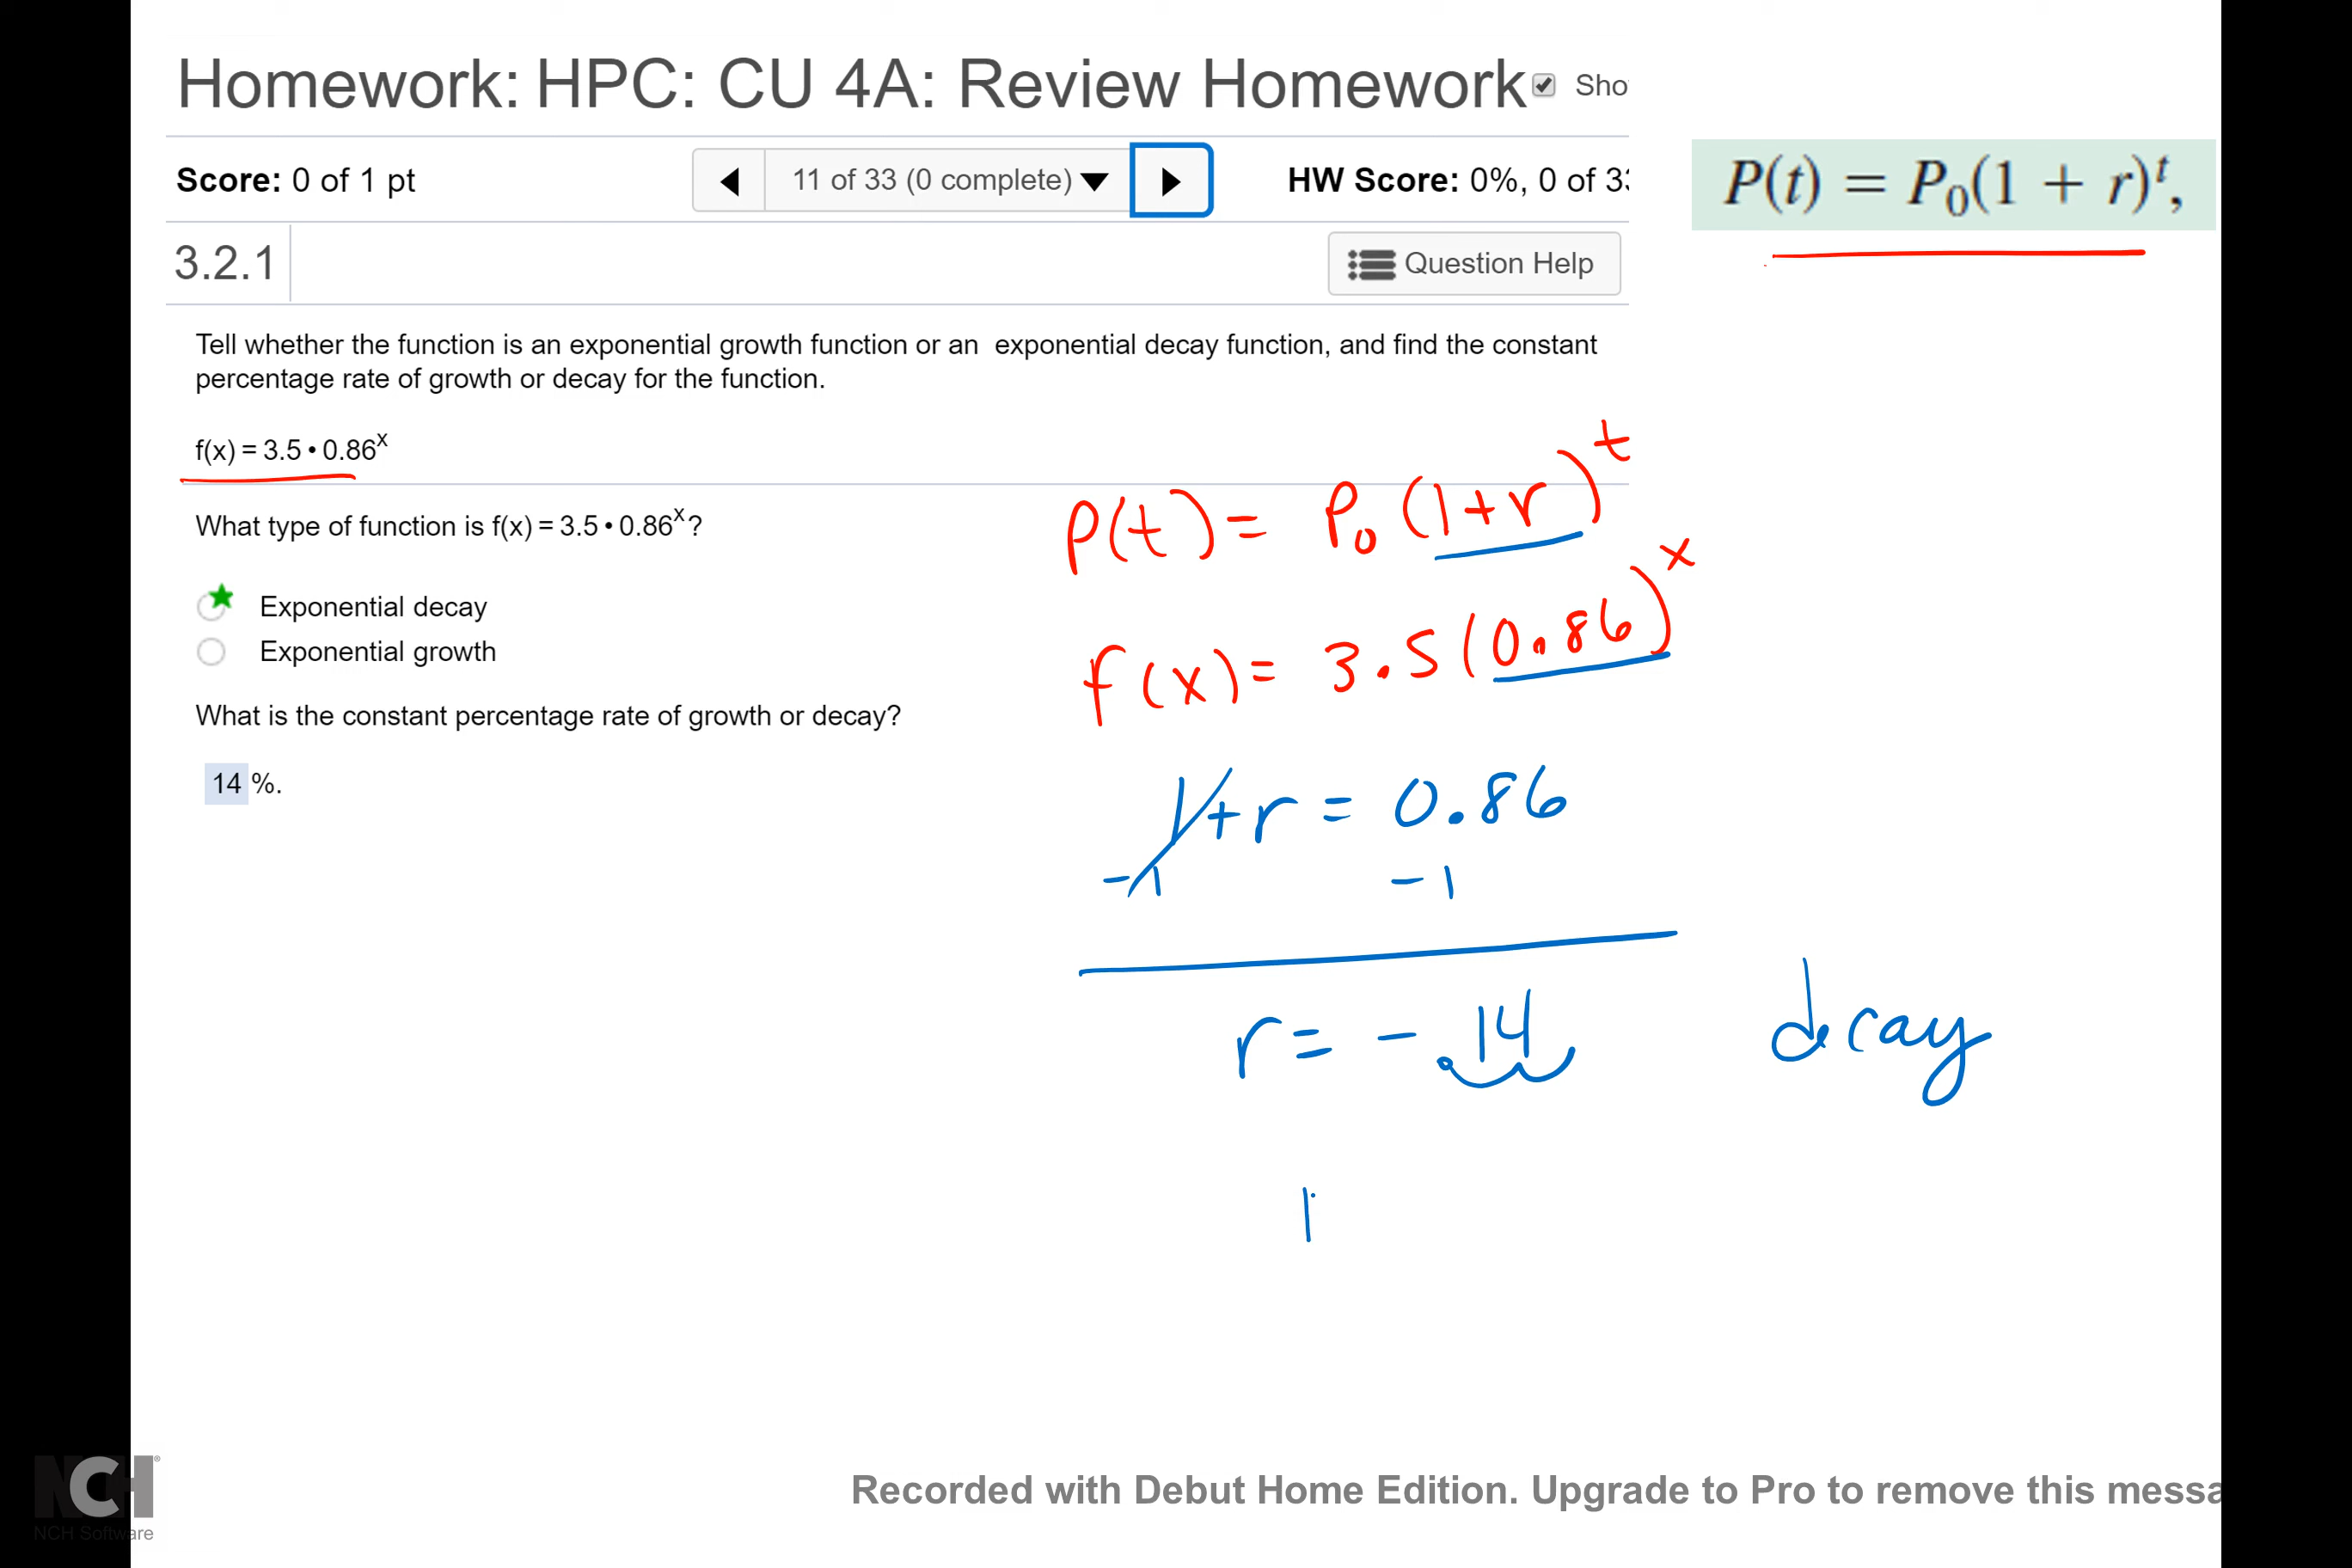 Homework: HPC: CU 4A: Review Homework Sho
Score: 0 of 1 pt
11 of 33 (0 complete)
HW Score: 0%, 0 of 33
P(t) = P₀(1 + r)ᵗ,
3.2.1
Question Help
Tell whether the function is an exponential growth function or an exponential decay function, and find the constant
percentage rate of growth or decay for the function.
f(x) = 3.5 • 0.86ˣ
What type of function is f(x) = 3.5 • 0.86ˣ?
Exponential decay
Exponential growth
What is the constant percentage rate of growth or decay?
14 %.
P(t) = P₀ (1+r)ᵗ
f(x) = 3.5 (0.86)ˣ
1+r = 0.86
-1 -1
r = -.14 decay
1
NCH®
NCH Software
Recorded with Debut Home Edition. Upgrade to Pro to remove this messa